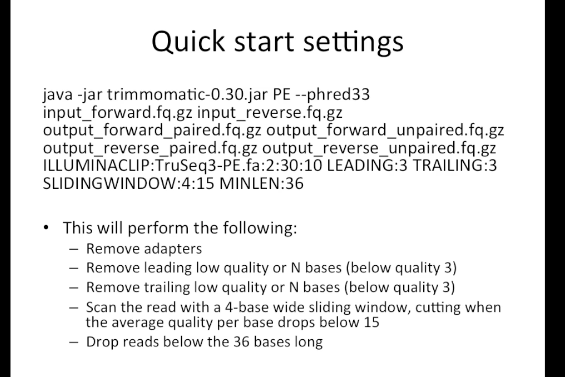 Quick start settings
java -jar trimmomatic-0.30.jar PE --phred33
input_forward.fq.gz input_reverse.fq.gz
output_forward_paired.fq.gz output_forward_unpaired.fq.gz
output_reverse_paired.fq.gz output_reverse_unpaired.fq.gz
ILLUMINACLIP:TruSeq3-PE.fa:2:30:10 LEADING:3 TRAILING:3
SLIDINGWINDOW:4:15 MINLEN:36
• This will perform the following:
– Remove adapters
– Remove leading low quality or N bases (below quality 3)
– Remove trailing low quality or N bases (below quality 3)
– Scan the read with a 4-base wide sliding window, cutting when
the average quality per base drops below 15
– Drop reads below the 36 bases long